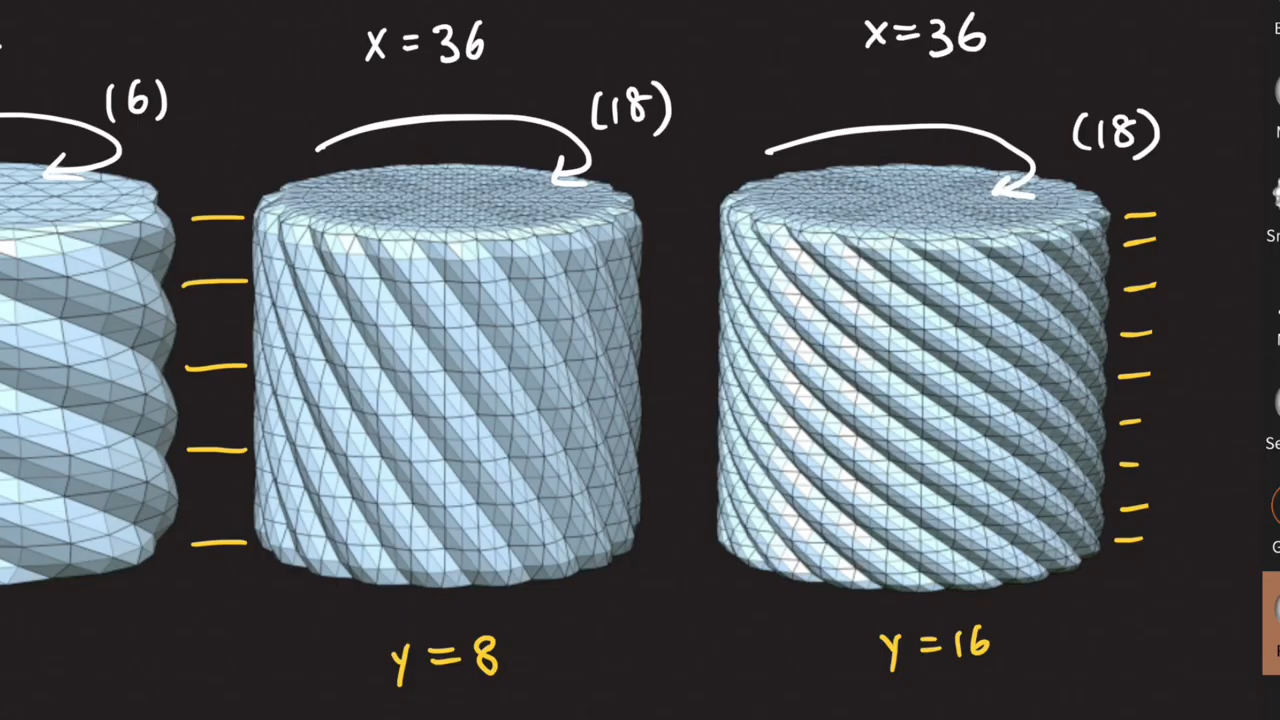 x = 36
x = 36
(6)
(18)
(18)
y = 8
y = 16